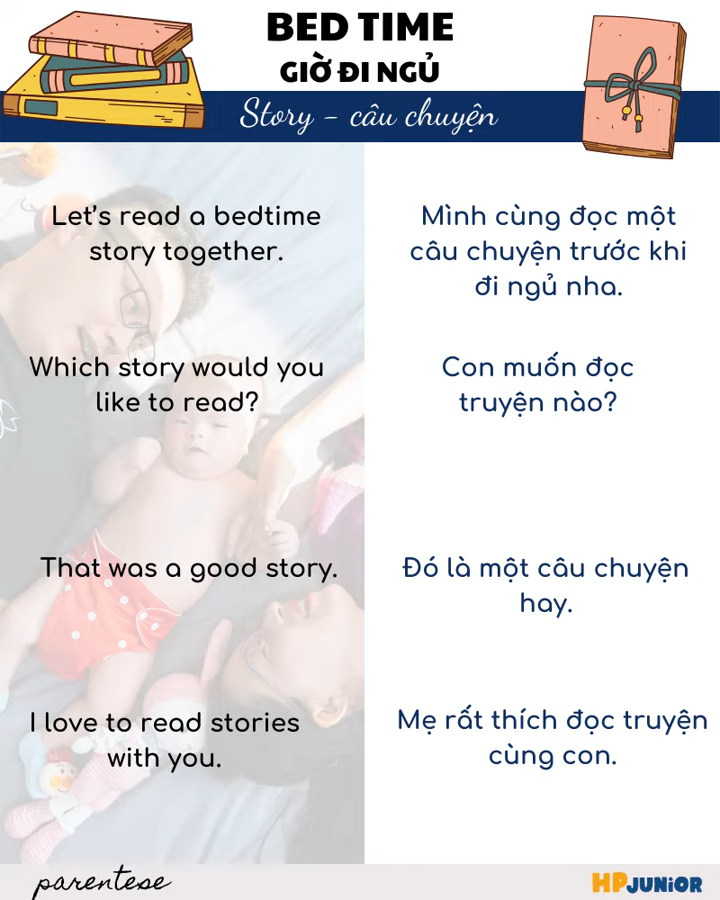 BED TIME
GIỜ ĐI NGỦ
Story - câu chuyện
Let's read a bedtime
story together.
Mình cùng đọc một
câu chuyện trước khi
đi ngủ nha.
Which story would you
like to read?
Con muốn đọc
truyện nào?
That was a good story.
Đó là một câu chuyện
hay.
I love to read stories
with you.
Mẹ rất thích đọc truyện
cùng con.
parentese
HPJUNiOR